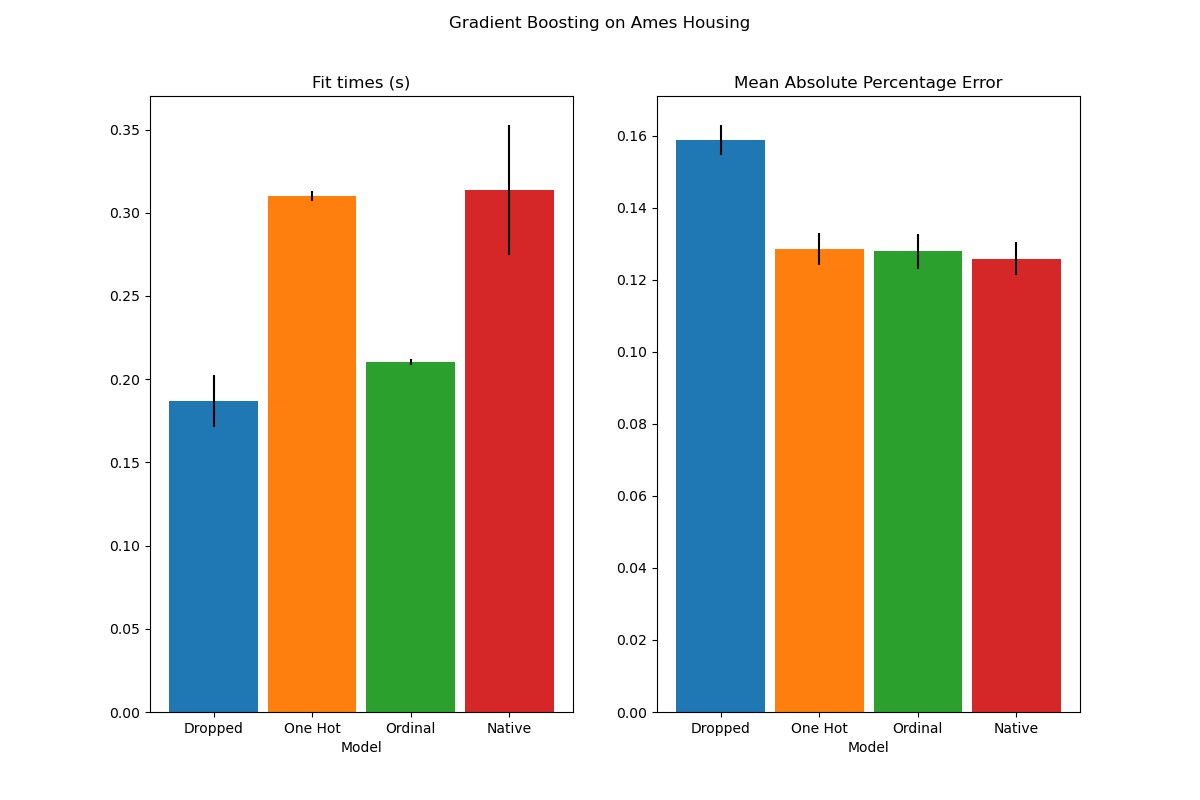 Gradient Boosting on Ames Housing
Fit times (s)
0.35
0.30
0.25
0.20
0.15
0.10
0.05
0.00
Dropped One Hot Ordinal Native
Model
Mean Absolute Percentage Error
0.16
0.14
0.12
0.10
0.08
0.06
0.04
0.02
0.00
Dropped One Hot Ordinal Native
Model